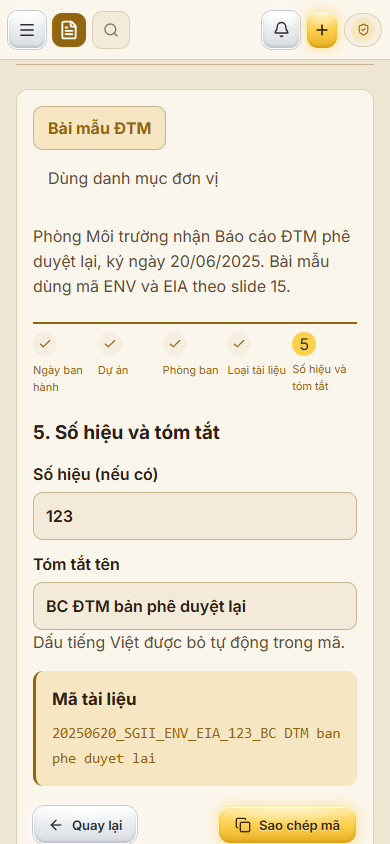 Bài mẫu ĐTM
Dùng danh mục đơn vị
Phòng Môi trường nhận Báo cáo ĐTM phê
duyệt lại, ký ngày 20/06/2025. Bài mẫu
dùng mã ENV và EIA theo slide 15.
5
Ngày ban
hành
Dự án
Phòng ban
Loại tài liệu
Số hiệu và
tóm tắt
5. Số hiệu và tóm tắt
Số hiệu (nếu có)
123
Tóm tắt tên
BC ĐTM bản phê duyệt lại
Dấu tiếng Việt được bỏ tự động trong mã.
Mã tài liệu
20250620_SGII_ENV_EIA_123_BC DTM ban
phe duyet lai
Quay lại
Sao chép mã